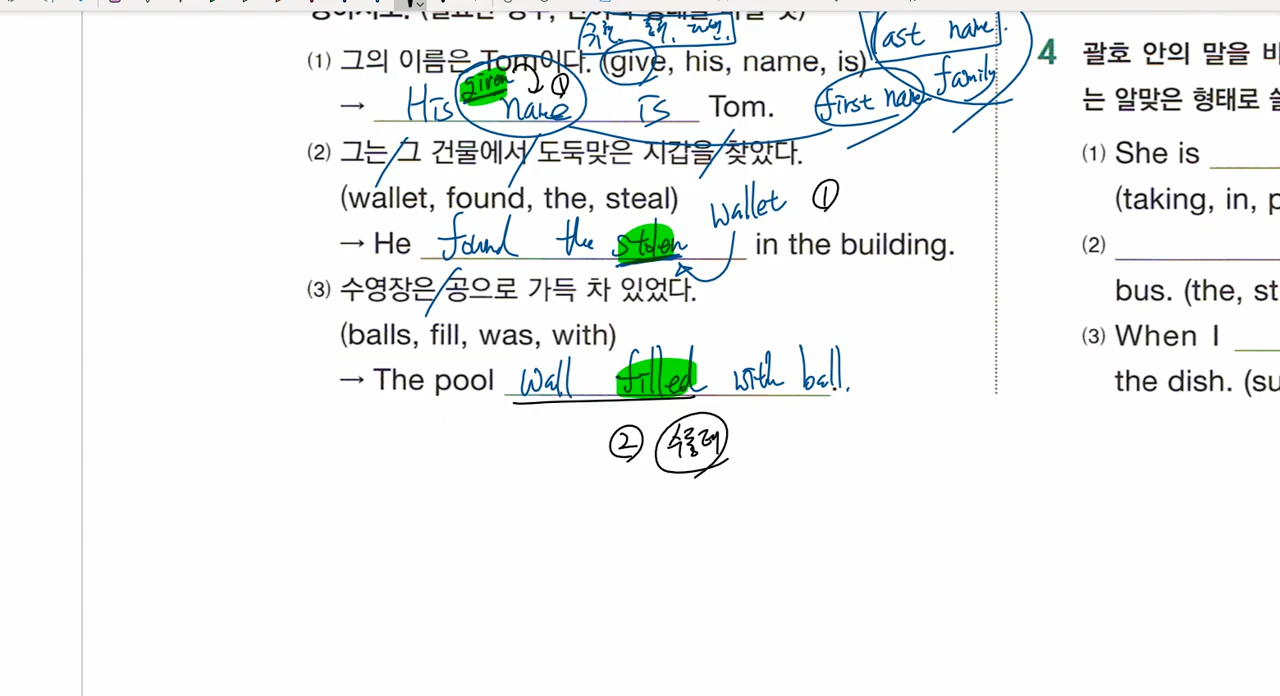 (1) 그의 이름은 Tom이다. (give, his, name, is)
last name.
family
first name
given ①
→ His name is Tom.
(2) 그는 그 건물에서 도둑맞은 지갑을 찾았다.
(wallet, found, the, steal)
wallet ①
→ He found the stolen in the building.
(3) 수영장은 공으로 가득 차 있었다.
(balls, fill, was, with)
→ The pool wall filled with ball.
② 수동태
4 괄호 안의 말을
는 알맞은 형태로
(1) She is
(taking, in, p
(2)
bus. (the, st
(3) When I
the dish. (su